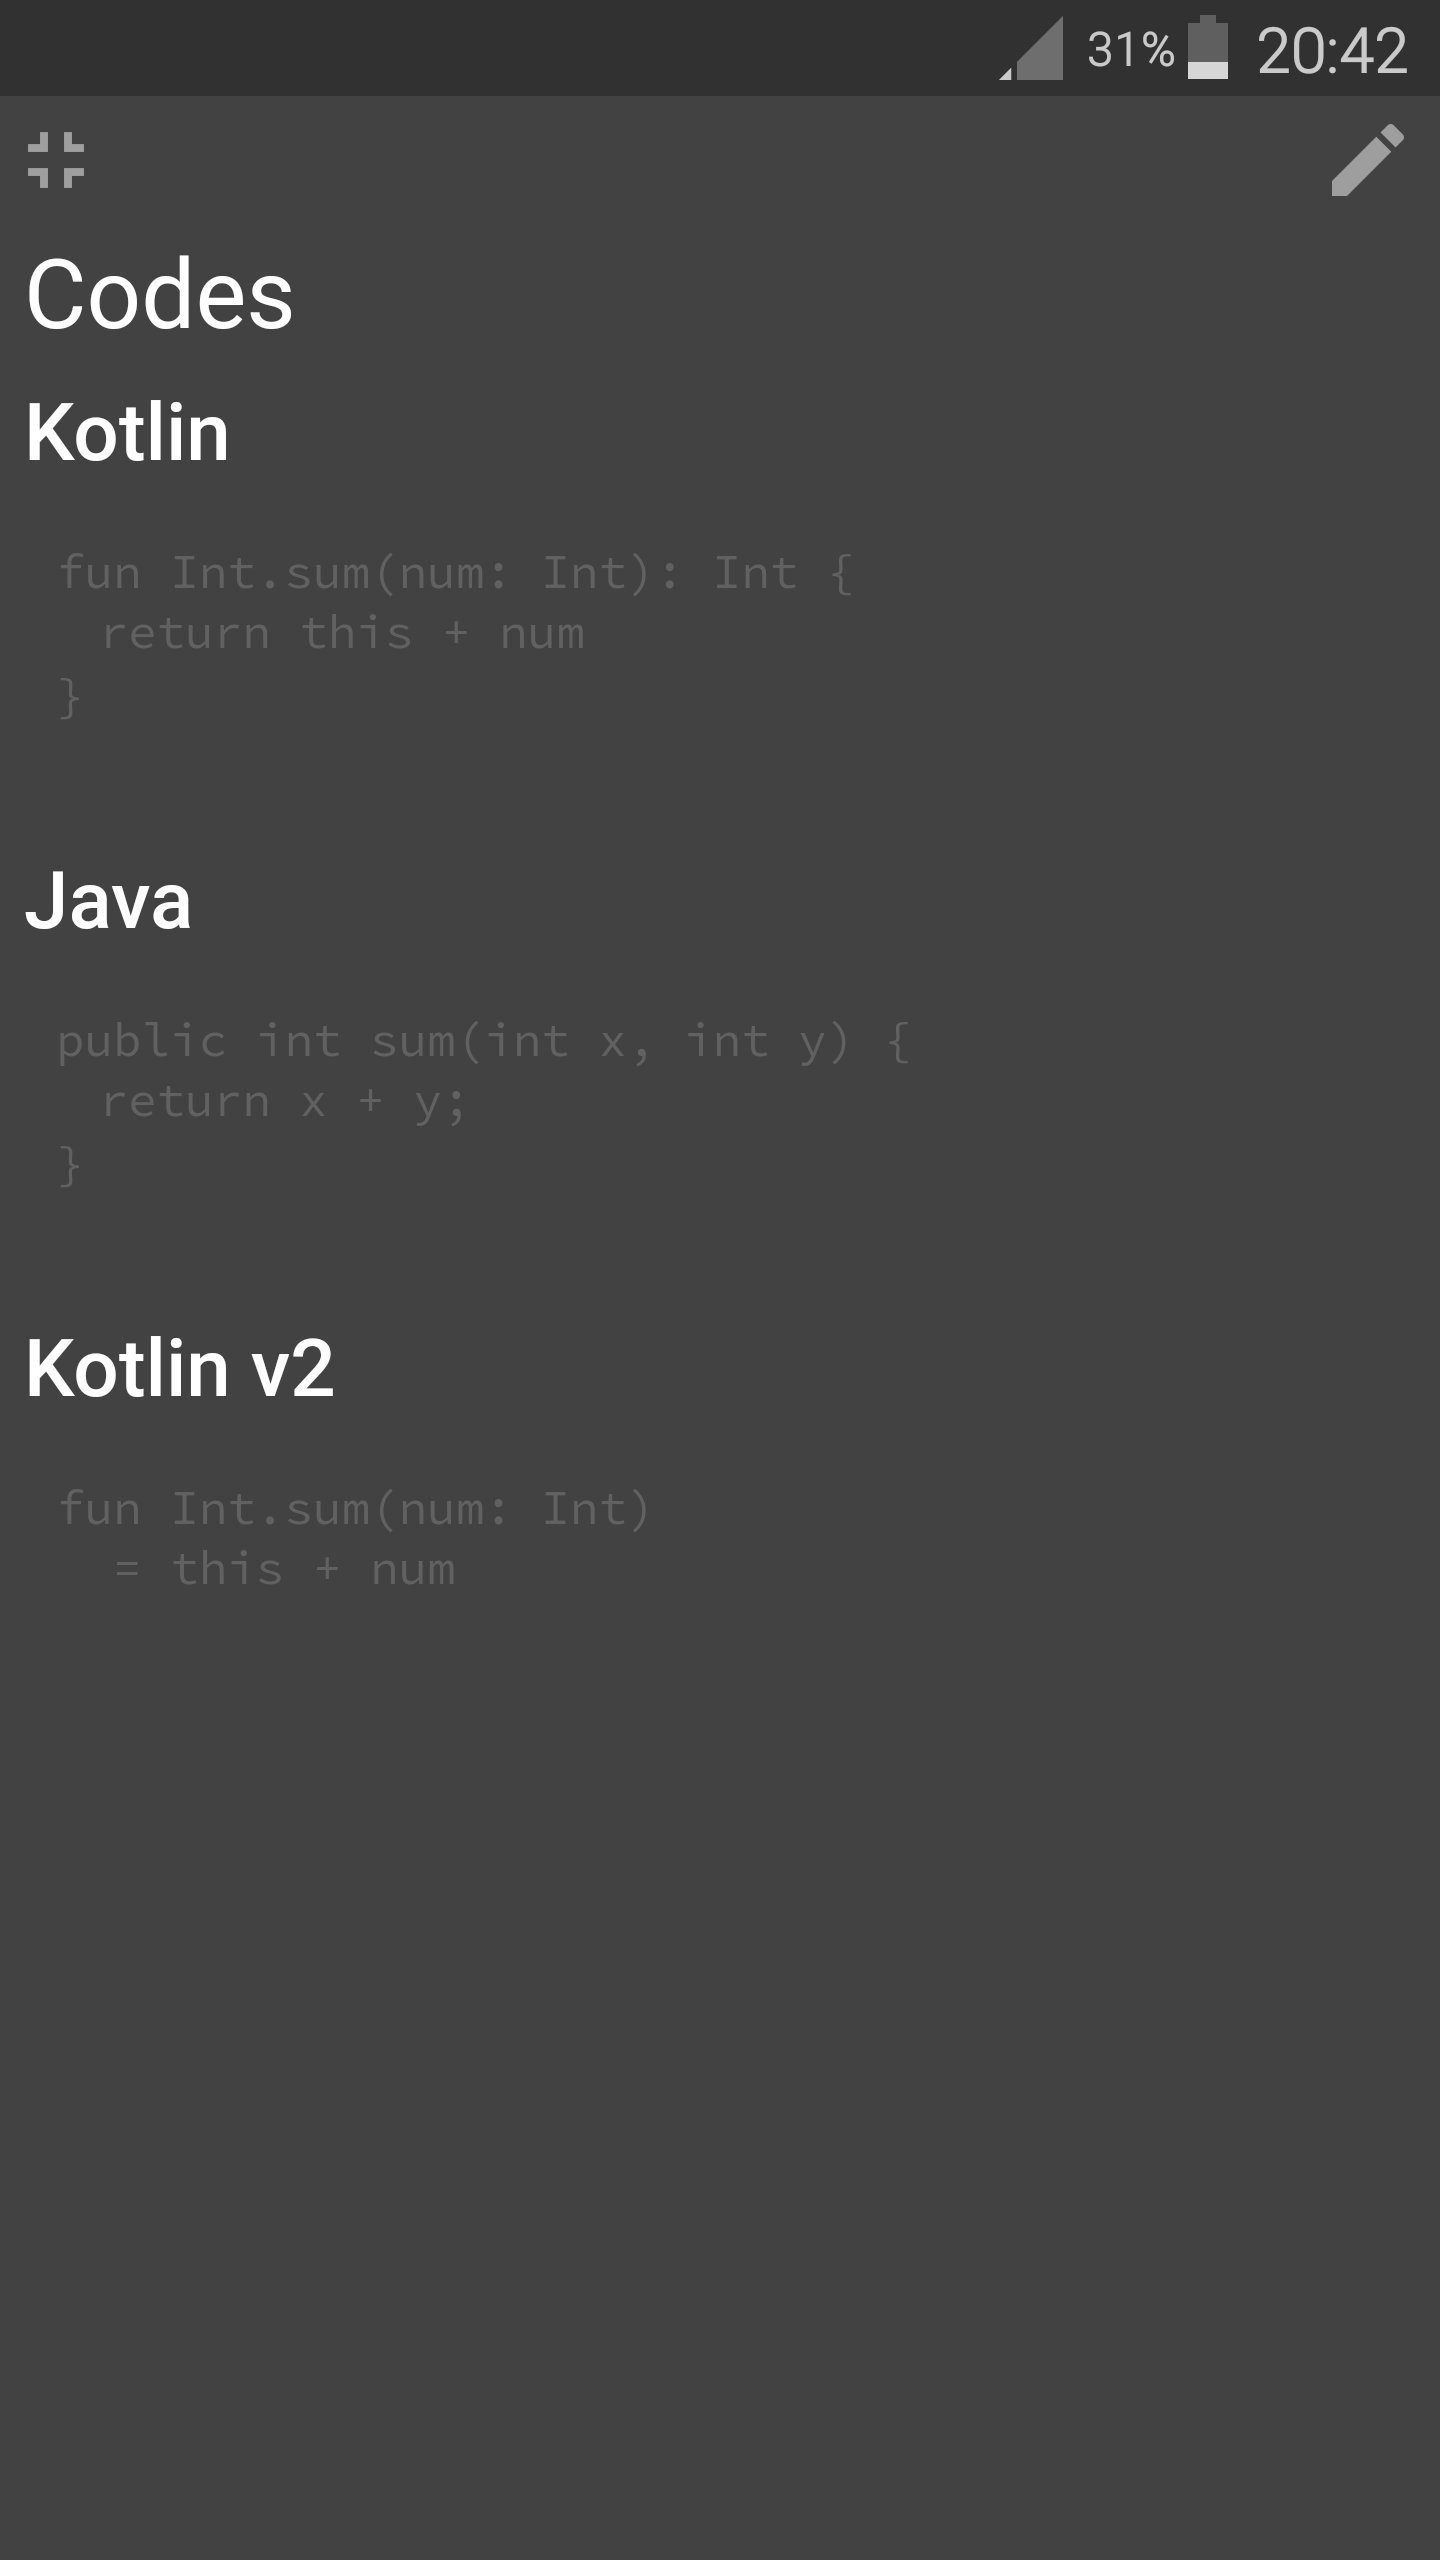 31% 20:42
Codes
Kotlin
fun Int.sum(num: Int): Int {
  return this + num
}
Java
public int sum(int x, int y) {
  return x + y;
}
Kotlin v2
fun Int.sum(num: Int)
  = this + num